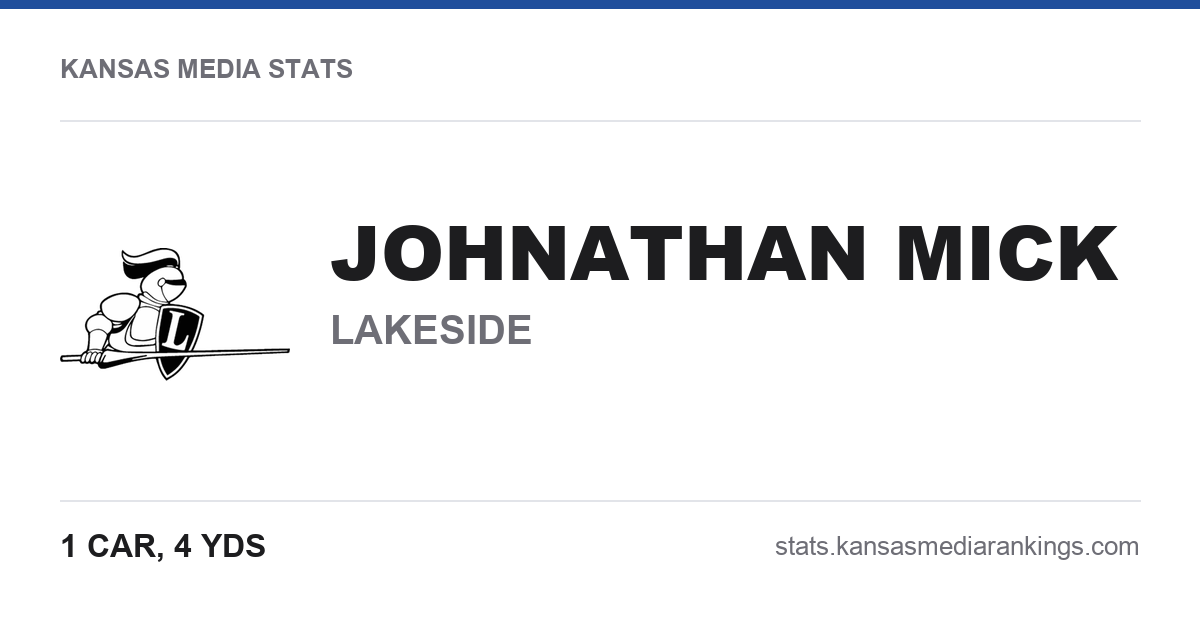 KANSAS MEDIA STATS
JOHNATHAN MICK
LAKESIDE
L
1 CAR, 4 YDS
stats.kansasmediarankings.com